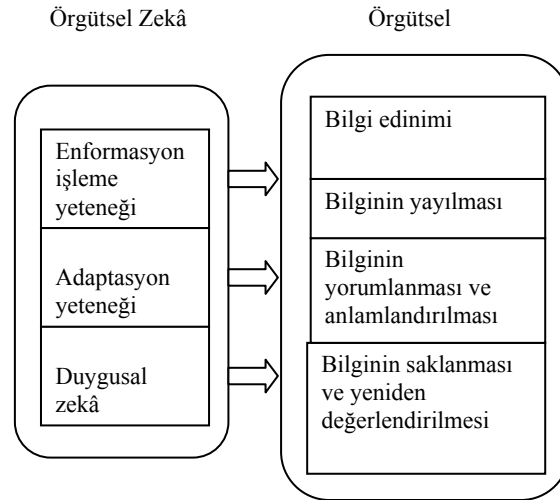 Örgütsel Zekâ
Örgütsel
Enformasyon
işleme
yeteneği
Adaptasyon
yeteneği
Duygusal
zekâ
Bilgi edinimi
Bilginin yayılması
Bilginin
yorumlanması ve
anlamlandırılması
Bilginin saklanması
ve yeniden
değerlendirilmesi